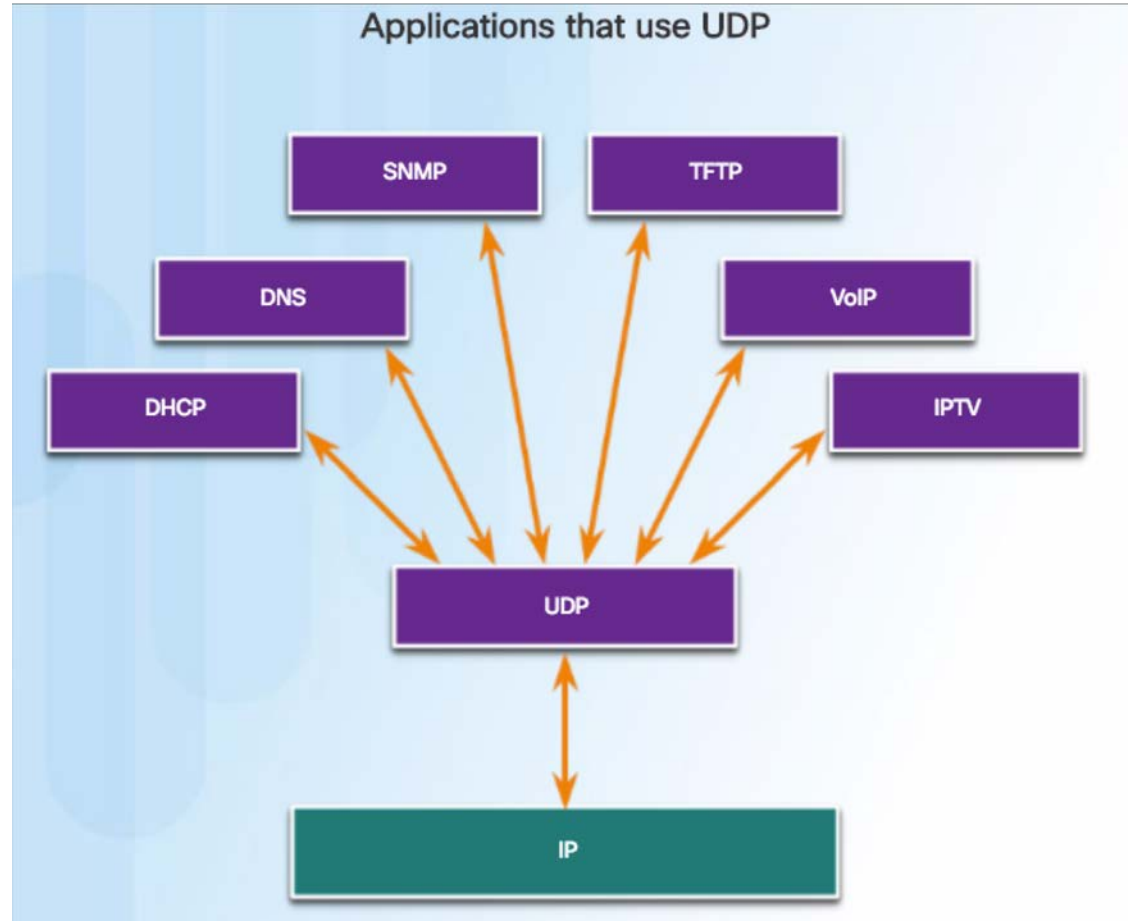 Applications that use UDP
SNMP
TFTP
DNS
VoIP
DHCP
IPTV
UDP
IP